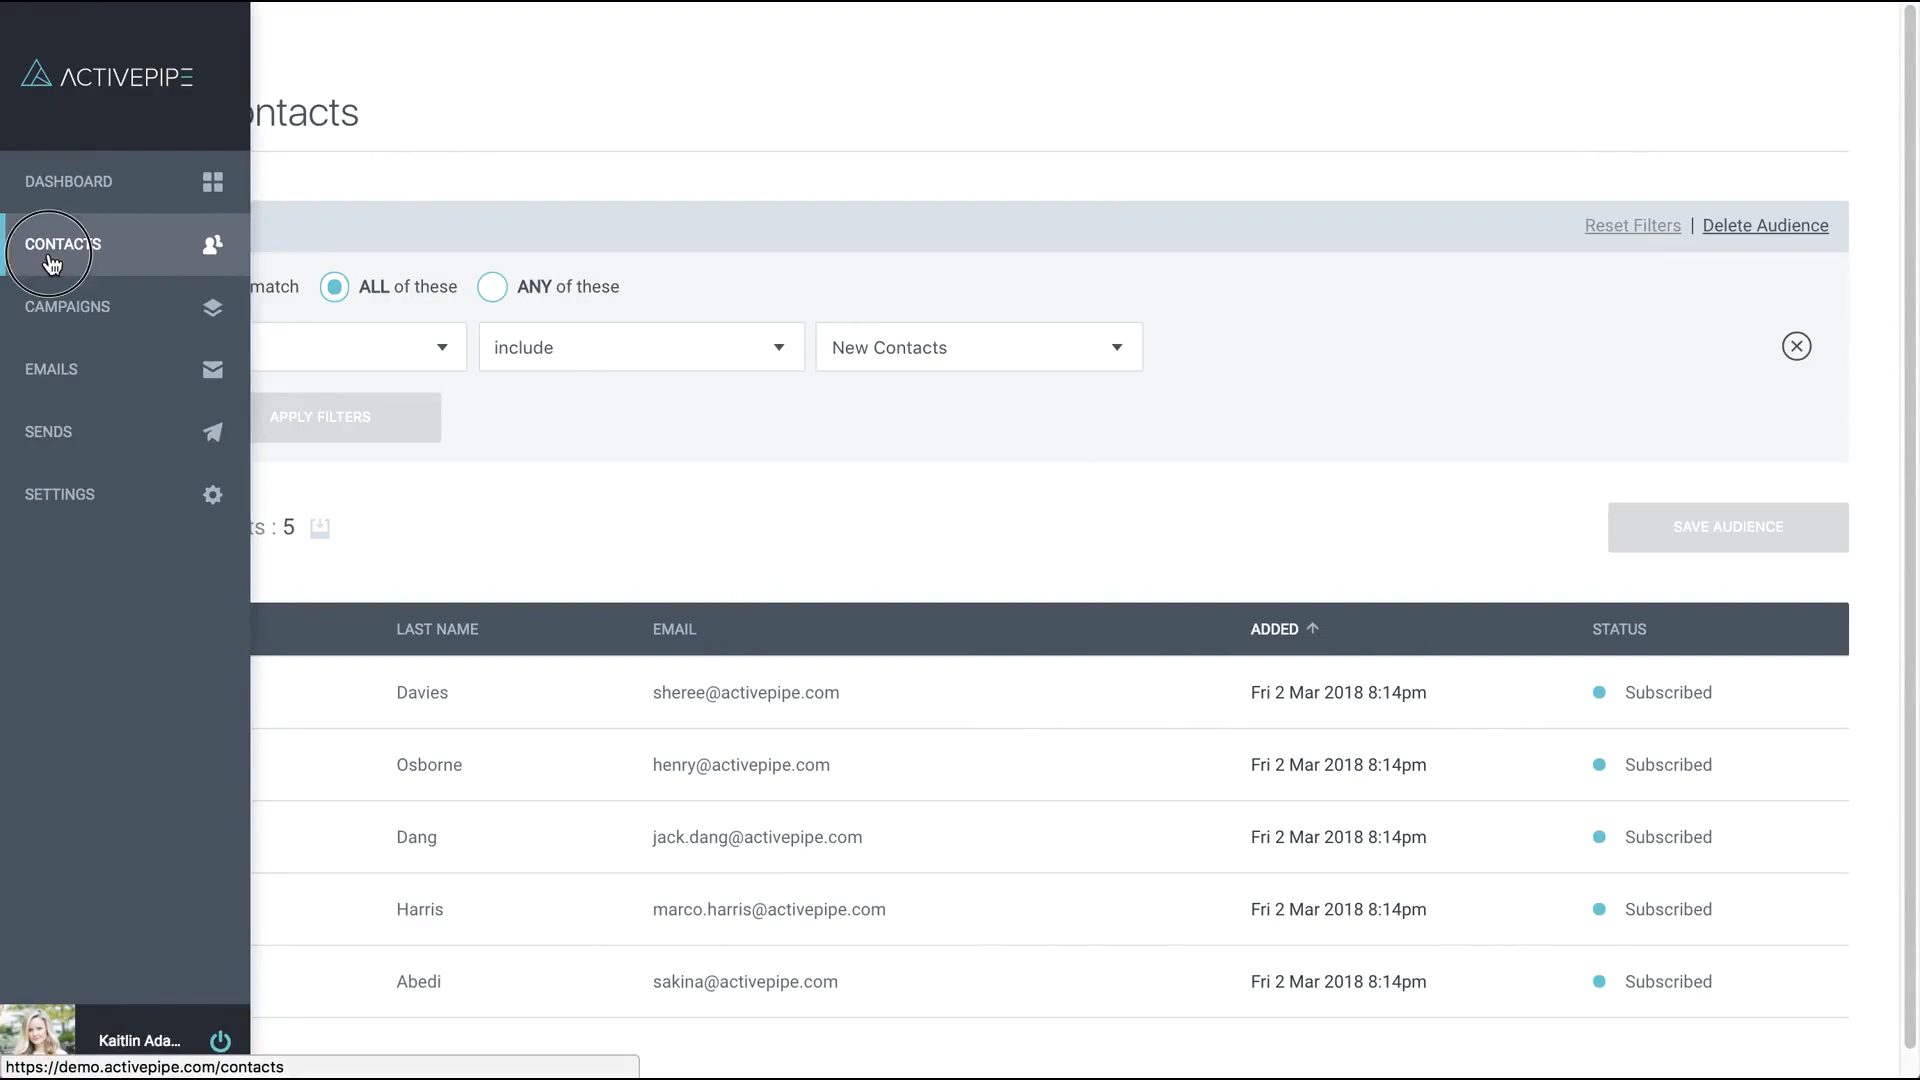 ACTIVEPIPE
ontacts
DASHBOARD
Reset Filters | Delete Audience
CONTACTS
match ALL of these ANY of these
CAMPAIGNS
include New Contacts
EMAILS
APPLY FILTERS
SENDS
SETTINGS
ts : 5
SAVE AUDIENCE
LAST NAME EMAIL ADDED STATUS
Davies sheree@activepipe.com Fri 2 Mar 2018 8:14pm Subscribed
Osborne henry@activepipe.com Fri 2 Mar 2018 8:14pm Subscribed
Dang jack.dang@activepipe.com Fri 2 Mar 2018 8:14pm Subscribed
Harris marco.harris@activepipe.com Fri 2 Mar 2018 8:14pm Subscribed
Abedi sakina@activepipe.com Fri 2 Mar 2018 8:14pm Subscribed
Kaitlin Ada...
https://demo.activepipe.com/contacts